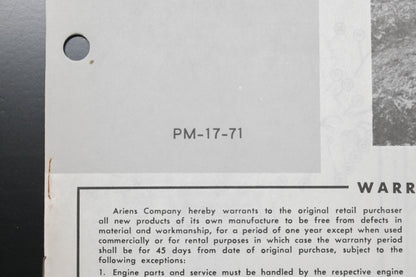 PM-17-71
WARR
Ariens Company hereby warrants to the original retail purchaser
all new products of its own manufacture to be free from defects in
material and workmanship, for a period of one year except when used
commercially or for rental purposes in which case the warranty period
shall be for 45 days from date of original purchase, subject to the
following exceptions:
1. Engine parts and service must be handled by the respective engine